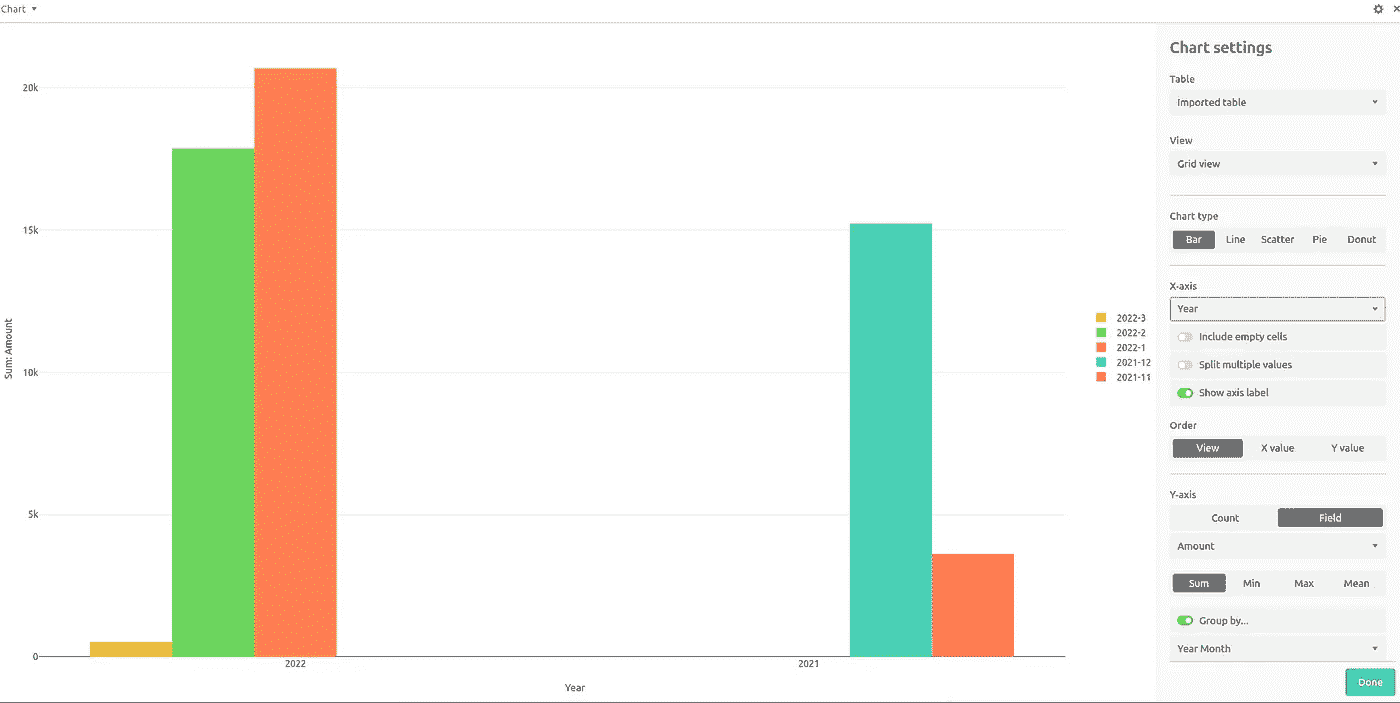 Chart
20k
15k
10k
5k
0
Sum: Amount
2022
2021
Year
2022-3
2022-2
2022-1
2021-12
2021-11
Chart settings
Table
Imported table
View
Grid view
Chart type
Bar Line Scatter Pie Donut
X-axis
Year
Include empty cells
Split multiple values
Show axis label
Order
View X value Y value
Y-axis
Count Field
Amount
Sum Min Max Mean
Group by...
Year Month
Done